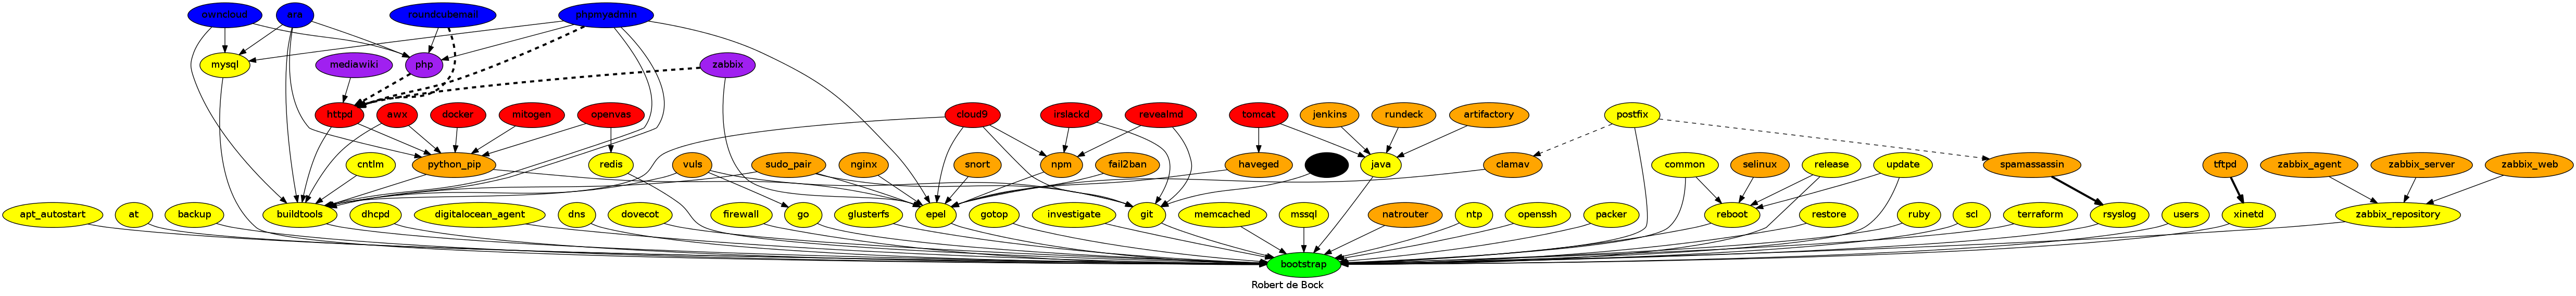 owncloud
ara
roundcubemail
phpmyadmin
mysql
mediawiki
php
zabbix
httpd
awx
docker
mitogen
openvas
cloud9
irslackd
revealmd
tomcat
jenkins
rundeck
artifactory
postfix
cntlm
python_pip
redis
vuls
sudo_pair
nginx
snort
npm
fail2ban
haveged
java
clamav
common
selinux
release
update
spamassassin
tftpd
zabbix_agent
zabbix_server
zabbix_web
apt_autostart
at
backup
buildtools
dhcpd
digitalocean_agent
dns
dovecot
firewall
go
glusterfs
epel
gotop
investigate
git
memcached
mssql
natrouter
ntp
openssh
packer
reboot
restore
ruby
scl
terraform
rsyslog
users
xinetd
zabbix_repository
bootstrap
Robert de Bock